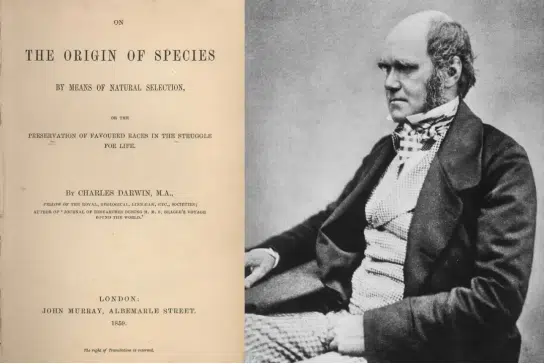 ON
THE ORIGIN OF SPECIES
BY MEANS OF NATURAL SELECTION,
OR THE
PRESERVATION OF FAVOURED RACES IN THE STRUGGLE
FOR LIFE.
BY CHARLES DARWIN, M.A.,
FELLOW OF THE ROYAL, GEOLOGICAL, LINNÆAN, ETC., SOCIETIES;
AUTHOR OF 'JOURNAL OF RESEARCHES DURING H. M. S. BEAGLE'S VOYAGE
ROUND THE WORLD.'
LONDON:
JOHN MURRAY, ALBEMARLE STREET.
1859.
The right of Translation is reserved.